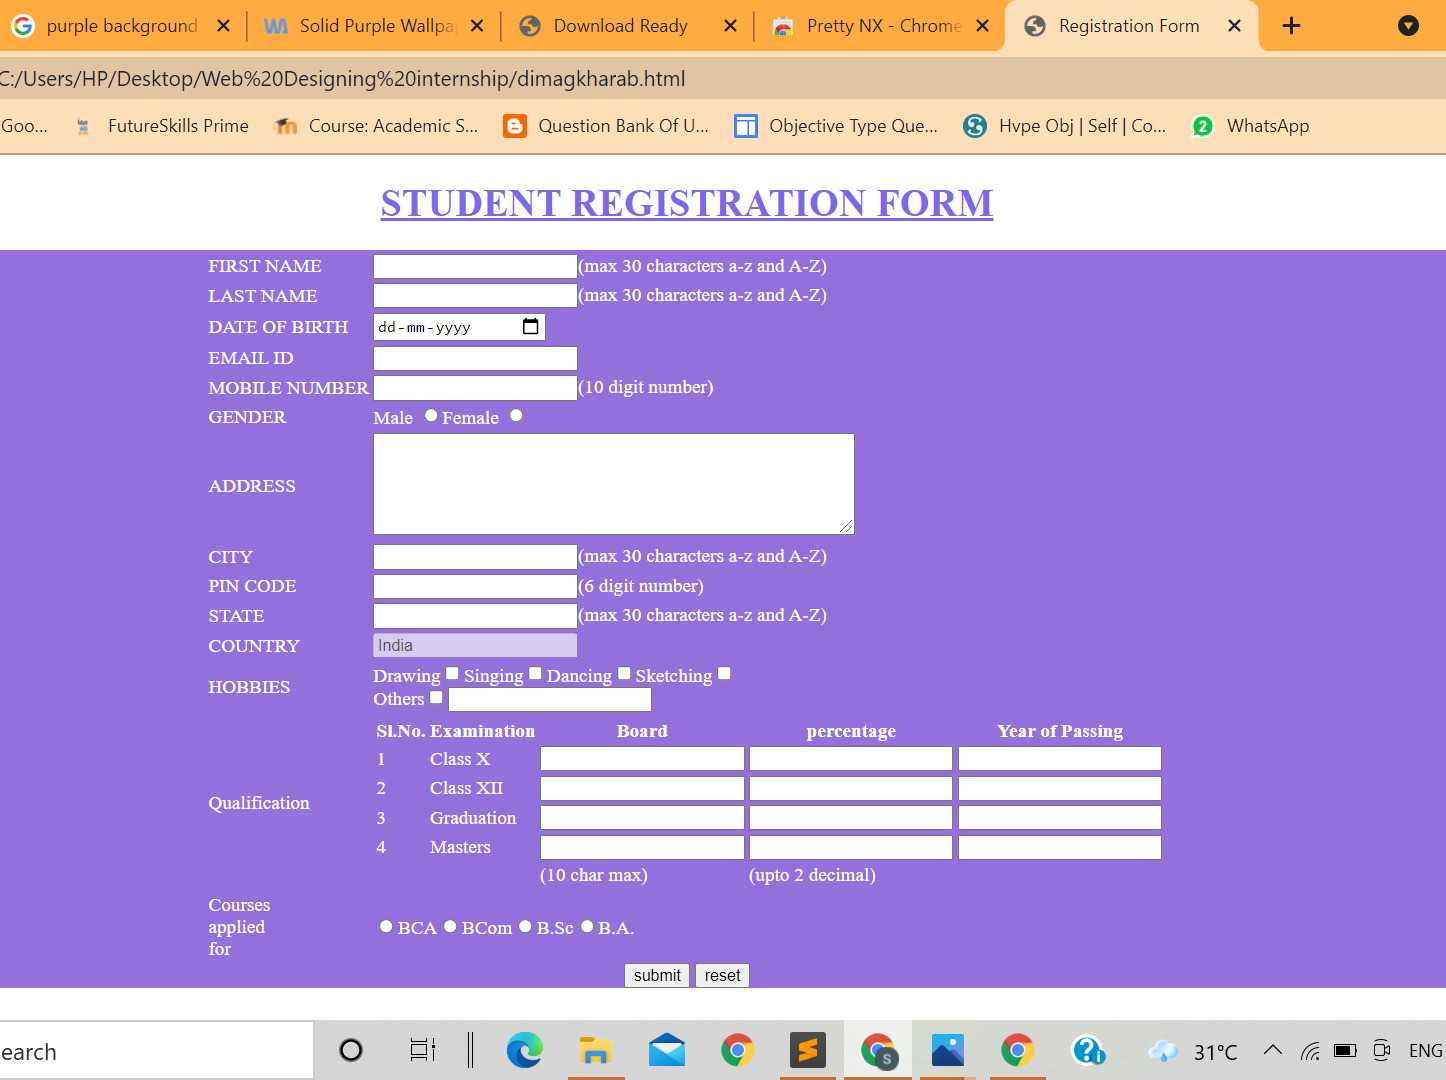 purple background
Solid Purple Wallpa
Download Ready
Pretty NX - Chrome
Registration Form
C:/Users/HP/Desktop/Web%20Designing%20internship/dimagkharab.html
Goo...
FutureSkills Prime
Course: Academic S...
Question Bank Of U...
Objective Type Que...
Hvpe Obj | Self | Co...
2
WhatsApp
STUDENT REGISTRATION FORM
FIRST NAME (max 30 characters a-z and A-Z)
LAST NAME (max 30 characters a-z and A-Z)
DATE OF BIRTH dd-mm-yyyy
EMAIL ID
MOBILE NUMBER (10 digit number)
GENDER Male Female
ADDRESS
CITY (max 30 characters a-z and A-Z)
PIN CODE (6 digit number)
STATE (max 30 characters a-z and A-Z)
COUNTRY India
HOBBIES
Drawing Singing Dancing Sketching
Others
Qualification
Sl.No. Examination Board percentage Year of Passing
1 Class X
2 Class XII
3 Graduation
4 Masters
(10 char max) (upto 2 decimal)
Courses
applied
for
BCA BCom B.Sc B.A.
submit reset
earch
S
31°C
ENG